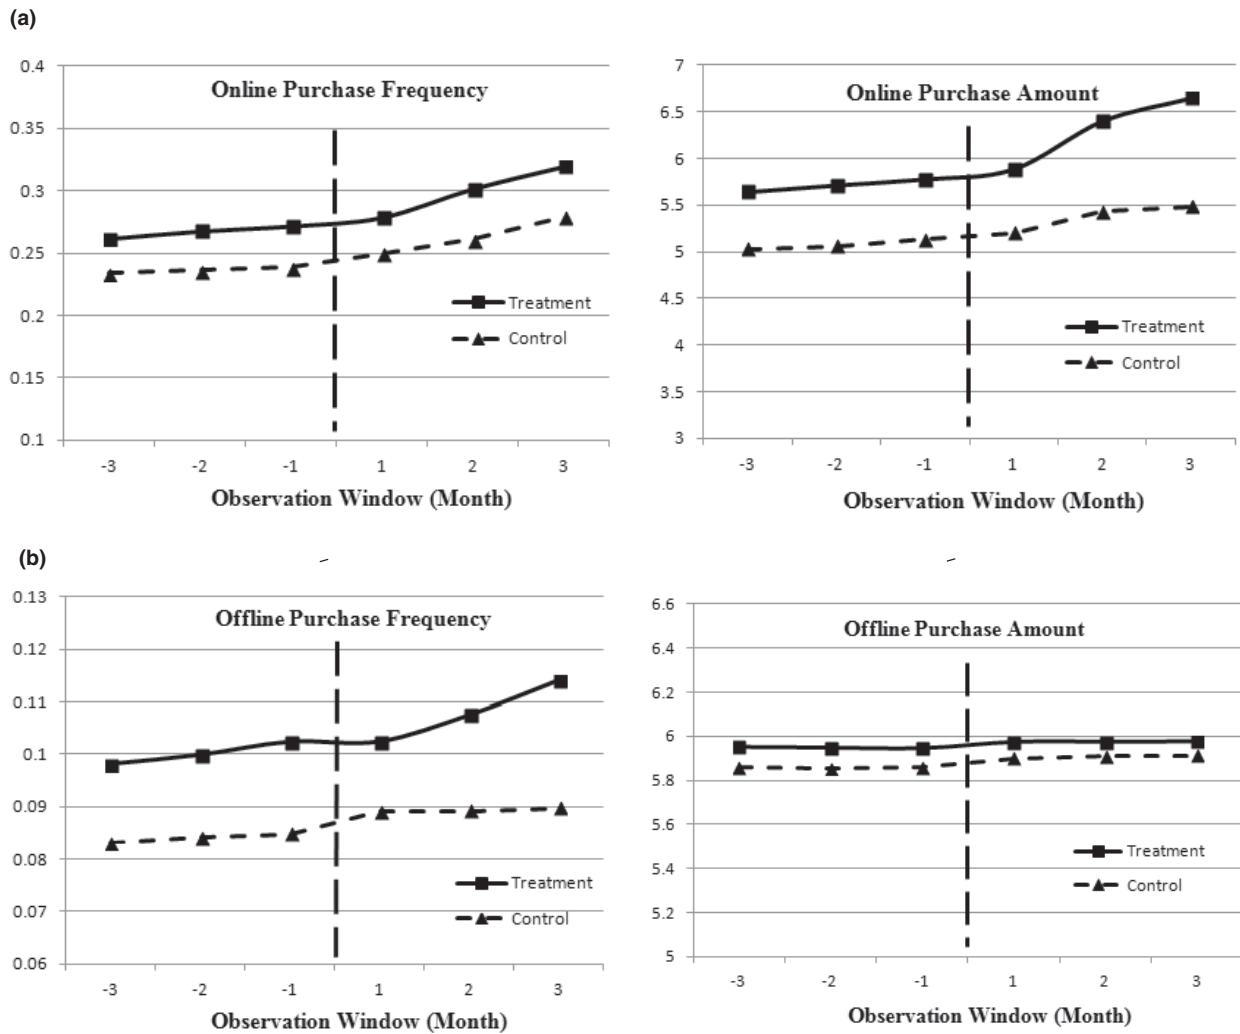 (a)
Online Purchase Frequency
0.4
0.35
0.3
0.25
0.2
0.15
0.1
Treatment
Control
-3 -2 -1 1 2 3
Observation Window (Month)
Online Purchase Amount
7
6.5
6
5.5
5
4.5
4
3.5
3
Treatment
Control
-3 -2 -1 1 2 3
Observation Window (Month)
(b)
Offline Purchase Frequency
0.13
0.12
0.11
0.1
0.09
0.08
0.07
0.06
Treatment
Control
-3 -2 -1 1 2 3
Observation Window (Month)
Offline Purchase Amount
6.6
6.4
6.2
6
5.8
5.6
5.4
5.2
5
Treatment
Control
-3 -2 -1 1 2 3
Observation Window (Month)